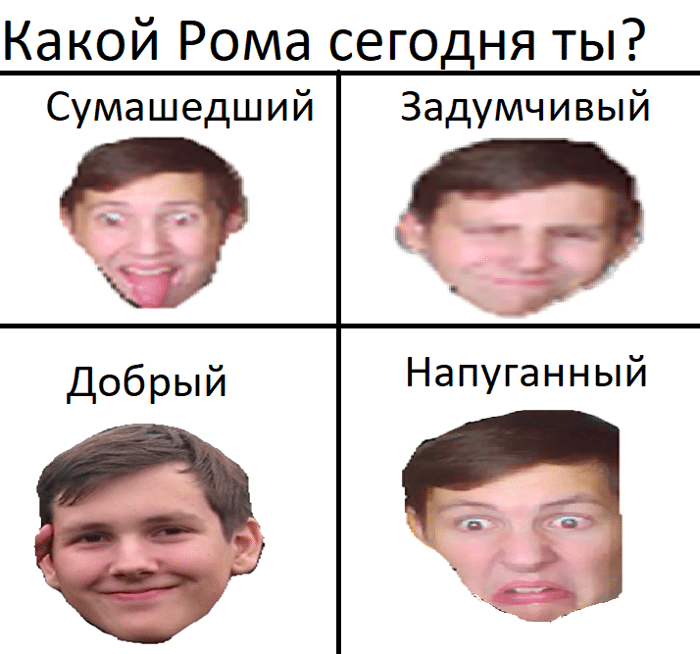 Какой Рома сегодня ты?
Сумашедший
Задумчивый
Добрый
Напуганный